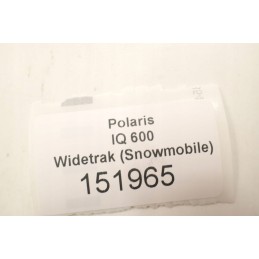 Polaris
IQ 600
Widetrak (Snowmobile)
151965